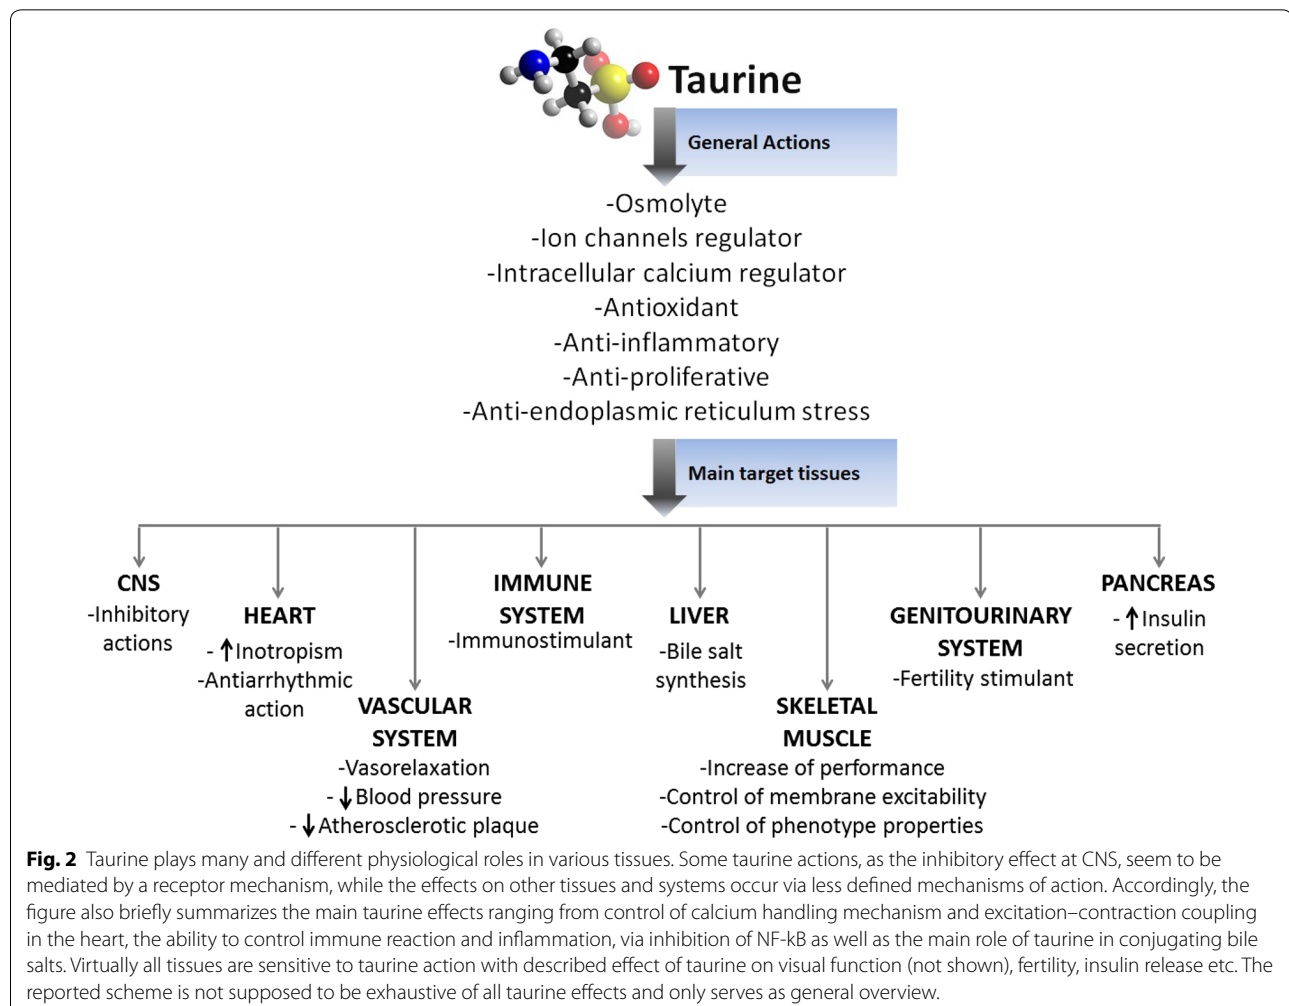 Taurine
General Actions
-Osmolyte
-Ion channels regulator
-Intracellular calcium regulator
-Antioxidant
-Anti-inflammatory
-Anti-proliferative
-Anti-endoplasmic reticulum stress
Main target tissues
CNS
-Inhibitory
actions
HEART
- ↑Inotropism
-Antiarrhythmic
action
VASCULAR
SYSTEM
-Vasorelaxation
- ↓Blood pressure
- ↓Atherosclerotic plaque
IMMUNE
SYSTEM
-Immunostimulant
LIVER
-Bile salt
synthesis
SKELETAL
MUSCLE
-Increase of performance
-Control of membrane excitability
-Control of phenotype properties
GENITOURINARY
SYSTEM
-Fertility stimulant
PANCREAS
- ↑Insulin
secretion
Fig. 2 Taurine plays many and different physiological roles in various tissues. Some taurine actions, as the inhibitory effect at CNS, seem to be
mediated by a receptor mechanism, while the effects on other tissues and systems occur via less defined mechanisms of action. Accordingly, the
figure also briefly summarizes the main taurine effects ranging from control of calcium handling mechanism and excitation–contraction coupling
in the heart, the ability to control immune reaction and inflammation, via inhibition of NF-kB as well as the main role of taurine in conjugating bile
salts. Virtually all tissues are sensitive to taurine action with described effect of taurine on visual function (not shown), fertility, insulin release etc. The
reported scheme is not supposed to be exhaustive of all taurine effects and only serves as general overview.